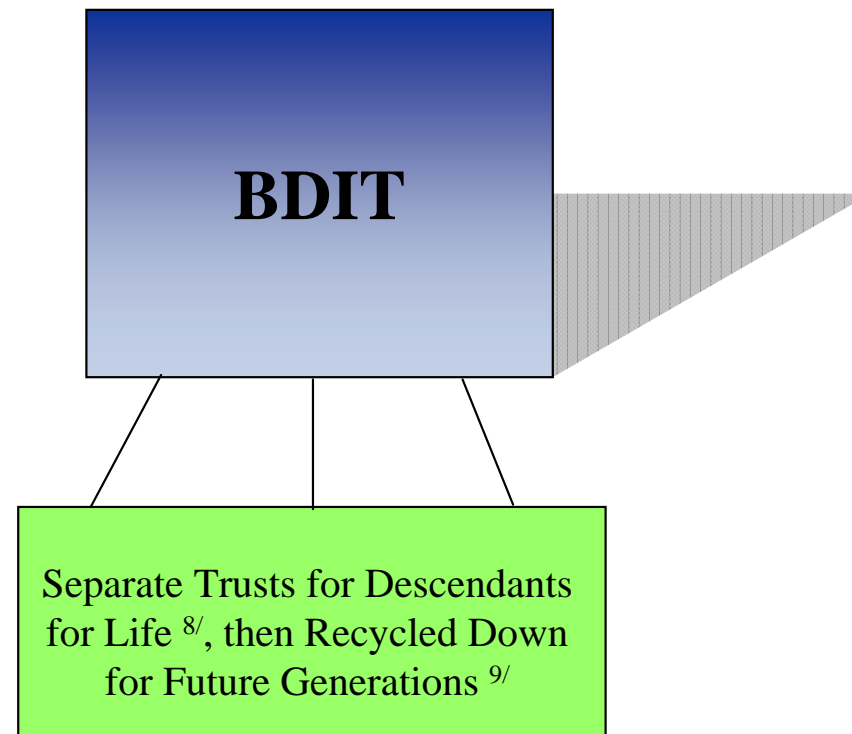 BDIT
Separate Trusts for Descendants
for Life 8/, then Recycled Down
for Future Generations 9/